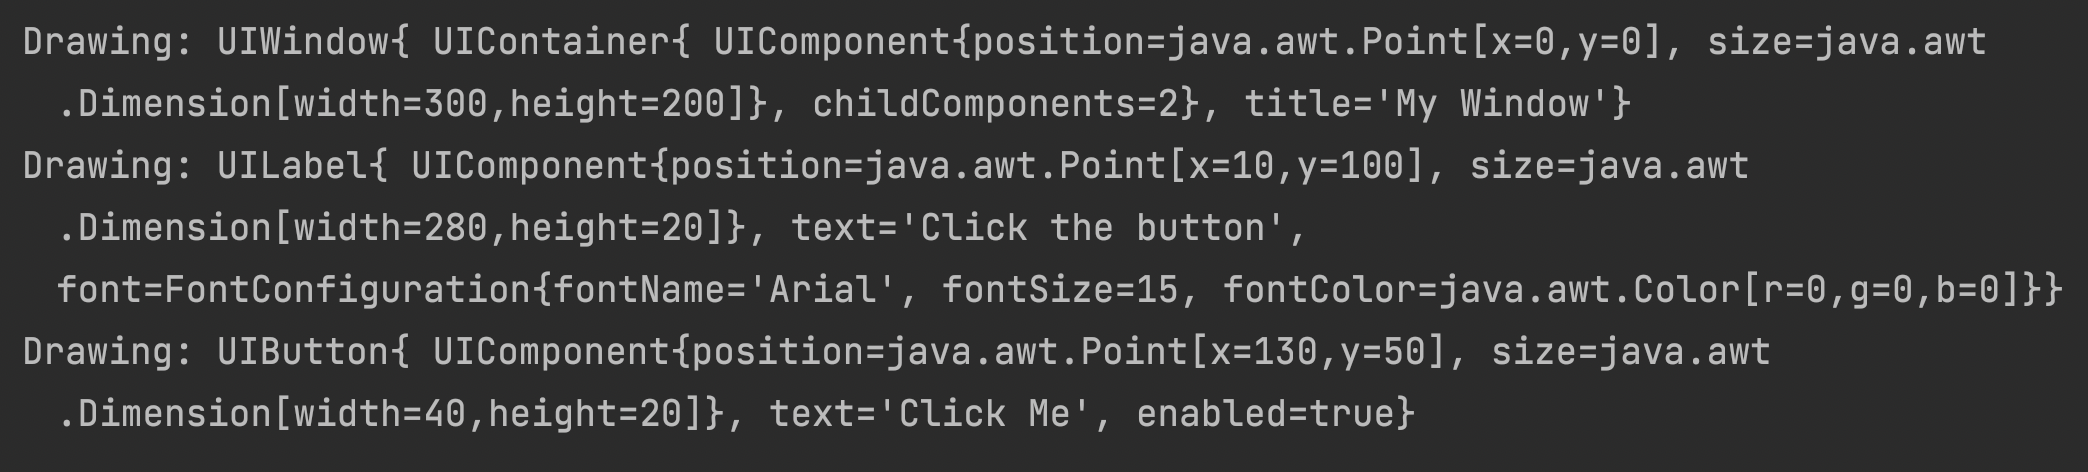 Drawing: UIWindow{ UIContainer{ UIComponent{position=java.awt.Point[x=0,y=0], size=java.awt
.Dimension[width=300,height=200]}, childComponents=2}, title='My Window'}
Drawing: UILabel{ UIComponent{position=java.awt.Point[x=10,y=100], size=java.awt
.Dimension[width=280,height=20]}, text='Click the button',
font=FontConfiguration{fontName='Arial', fontSize=15, fontColor=java.awt.Color[r=0,g=0,b=0]}}
Drawing: UIButton{ UIComponent{position=java.awt.Point[x=130,y=50], size=java.awt
.Dimension[width=40,height=20]}, text='Click Me', enabled=true}